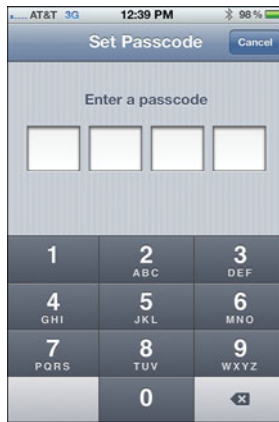 AT&T 3G 12:39 PM 98%
Set Passcode Cancel
Enter a passcode
1 2 3
ABC DEF
4 5 6
GHI JKL MNO
7 8 9
PQRS TUV WXYZ
0